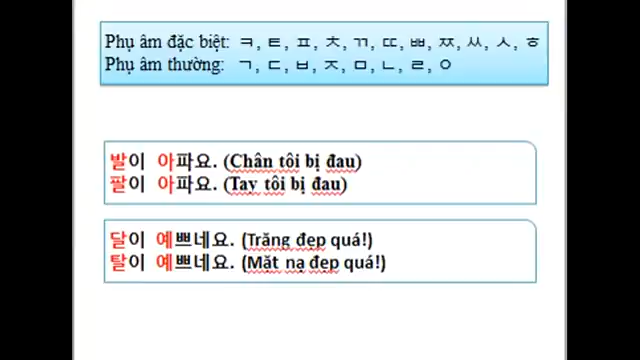 Phụ âm đặc biệt: ㅋ, ㅌ, ㅍ, ㅊ, ㄲ, ㄸ, ㅃ, ㅉ, ㅆ, ㅅ, ㅎ
Phụ âm thường: ㄱ, ㄷ, ㅂ, ㅈ, ㅁ, ㄴ, ㄹ, ㅇ
발이 아파요. (Chân tôi bị đau)
팔이 아파요. (Tay tôi bị đau)
달이 예쁘네요. (Trăng đẹp quá!)
탈이 예쁘네요. (Mặt nạ đẹp quá!)